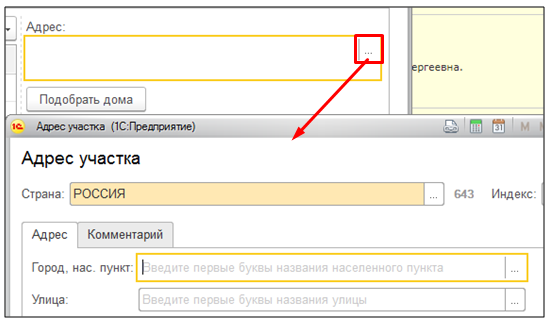 Адрес:
...
ергеевна.
Подобрать дома
1С Адрес участка (1С:Предприятие) 31 M
Адрес участка
Страна: РОССИЯ ... 643 Индекс:
Адрес Комментарий
Город, нас. пункт: Введите первые буквы названия населенного пункта ...
Улица: Введите первые буквы названия улицы ...